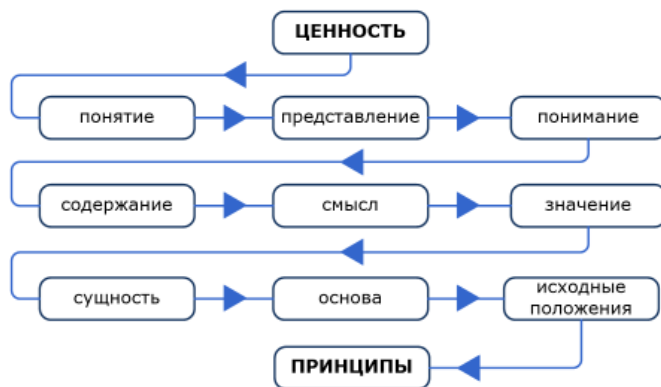 ЦЕННОСТЬ
понятие
представление
понимание
содержание
смысл
значение
сущность
основа
исходные
положения
ПРИНЦИПЫ